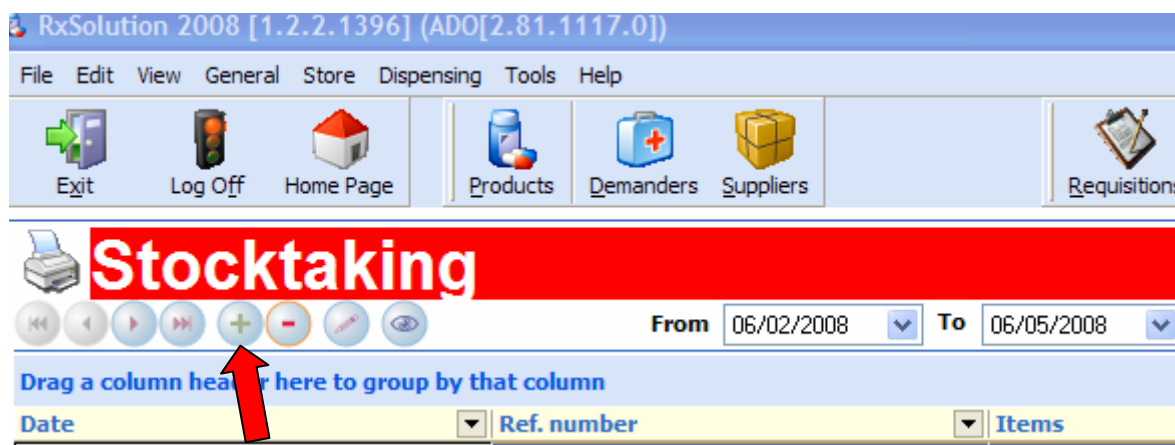 RxSolution 2008 [1.2.2.1396] (ADO[2.81.1117.0])
File Edit View General Store Dispensing Tools Help
Exit Log Off Home Page Products Demanders Suppliers Requisitions
Stocktaking
From 06/02/2008 To 06/05/2008
Drag a column header here to group by that column
Date Ref. number Items